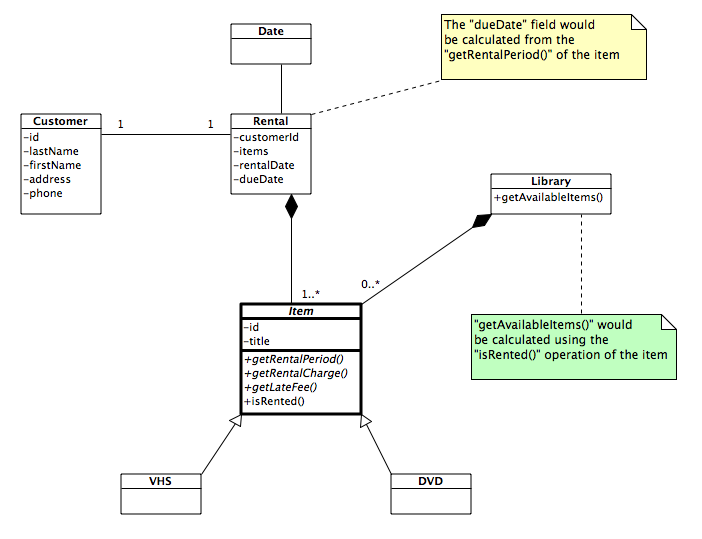 Date
The "dueDate" field would
be calculated from the
"getRentalPeriod()" of the item
Customer
-id
-lastName
-firstName
-address
-phone
1
1
Rental
-customerId
-items
-rentalDate
-dueDate
Library
+getAvailableItems()
1..*
0..*
Item
-id
-title
+getRentalPeriod()
+getRentalCharge()
+getLateFee()
+isRented()
"getAvailableItems()" would
be calculated using the
"isRented()" operation of the item
VHS
DVD